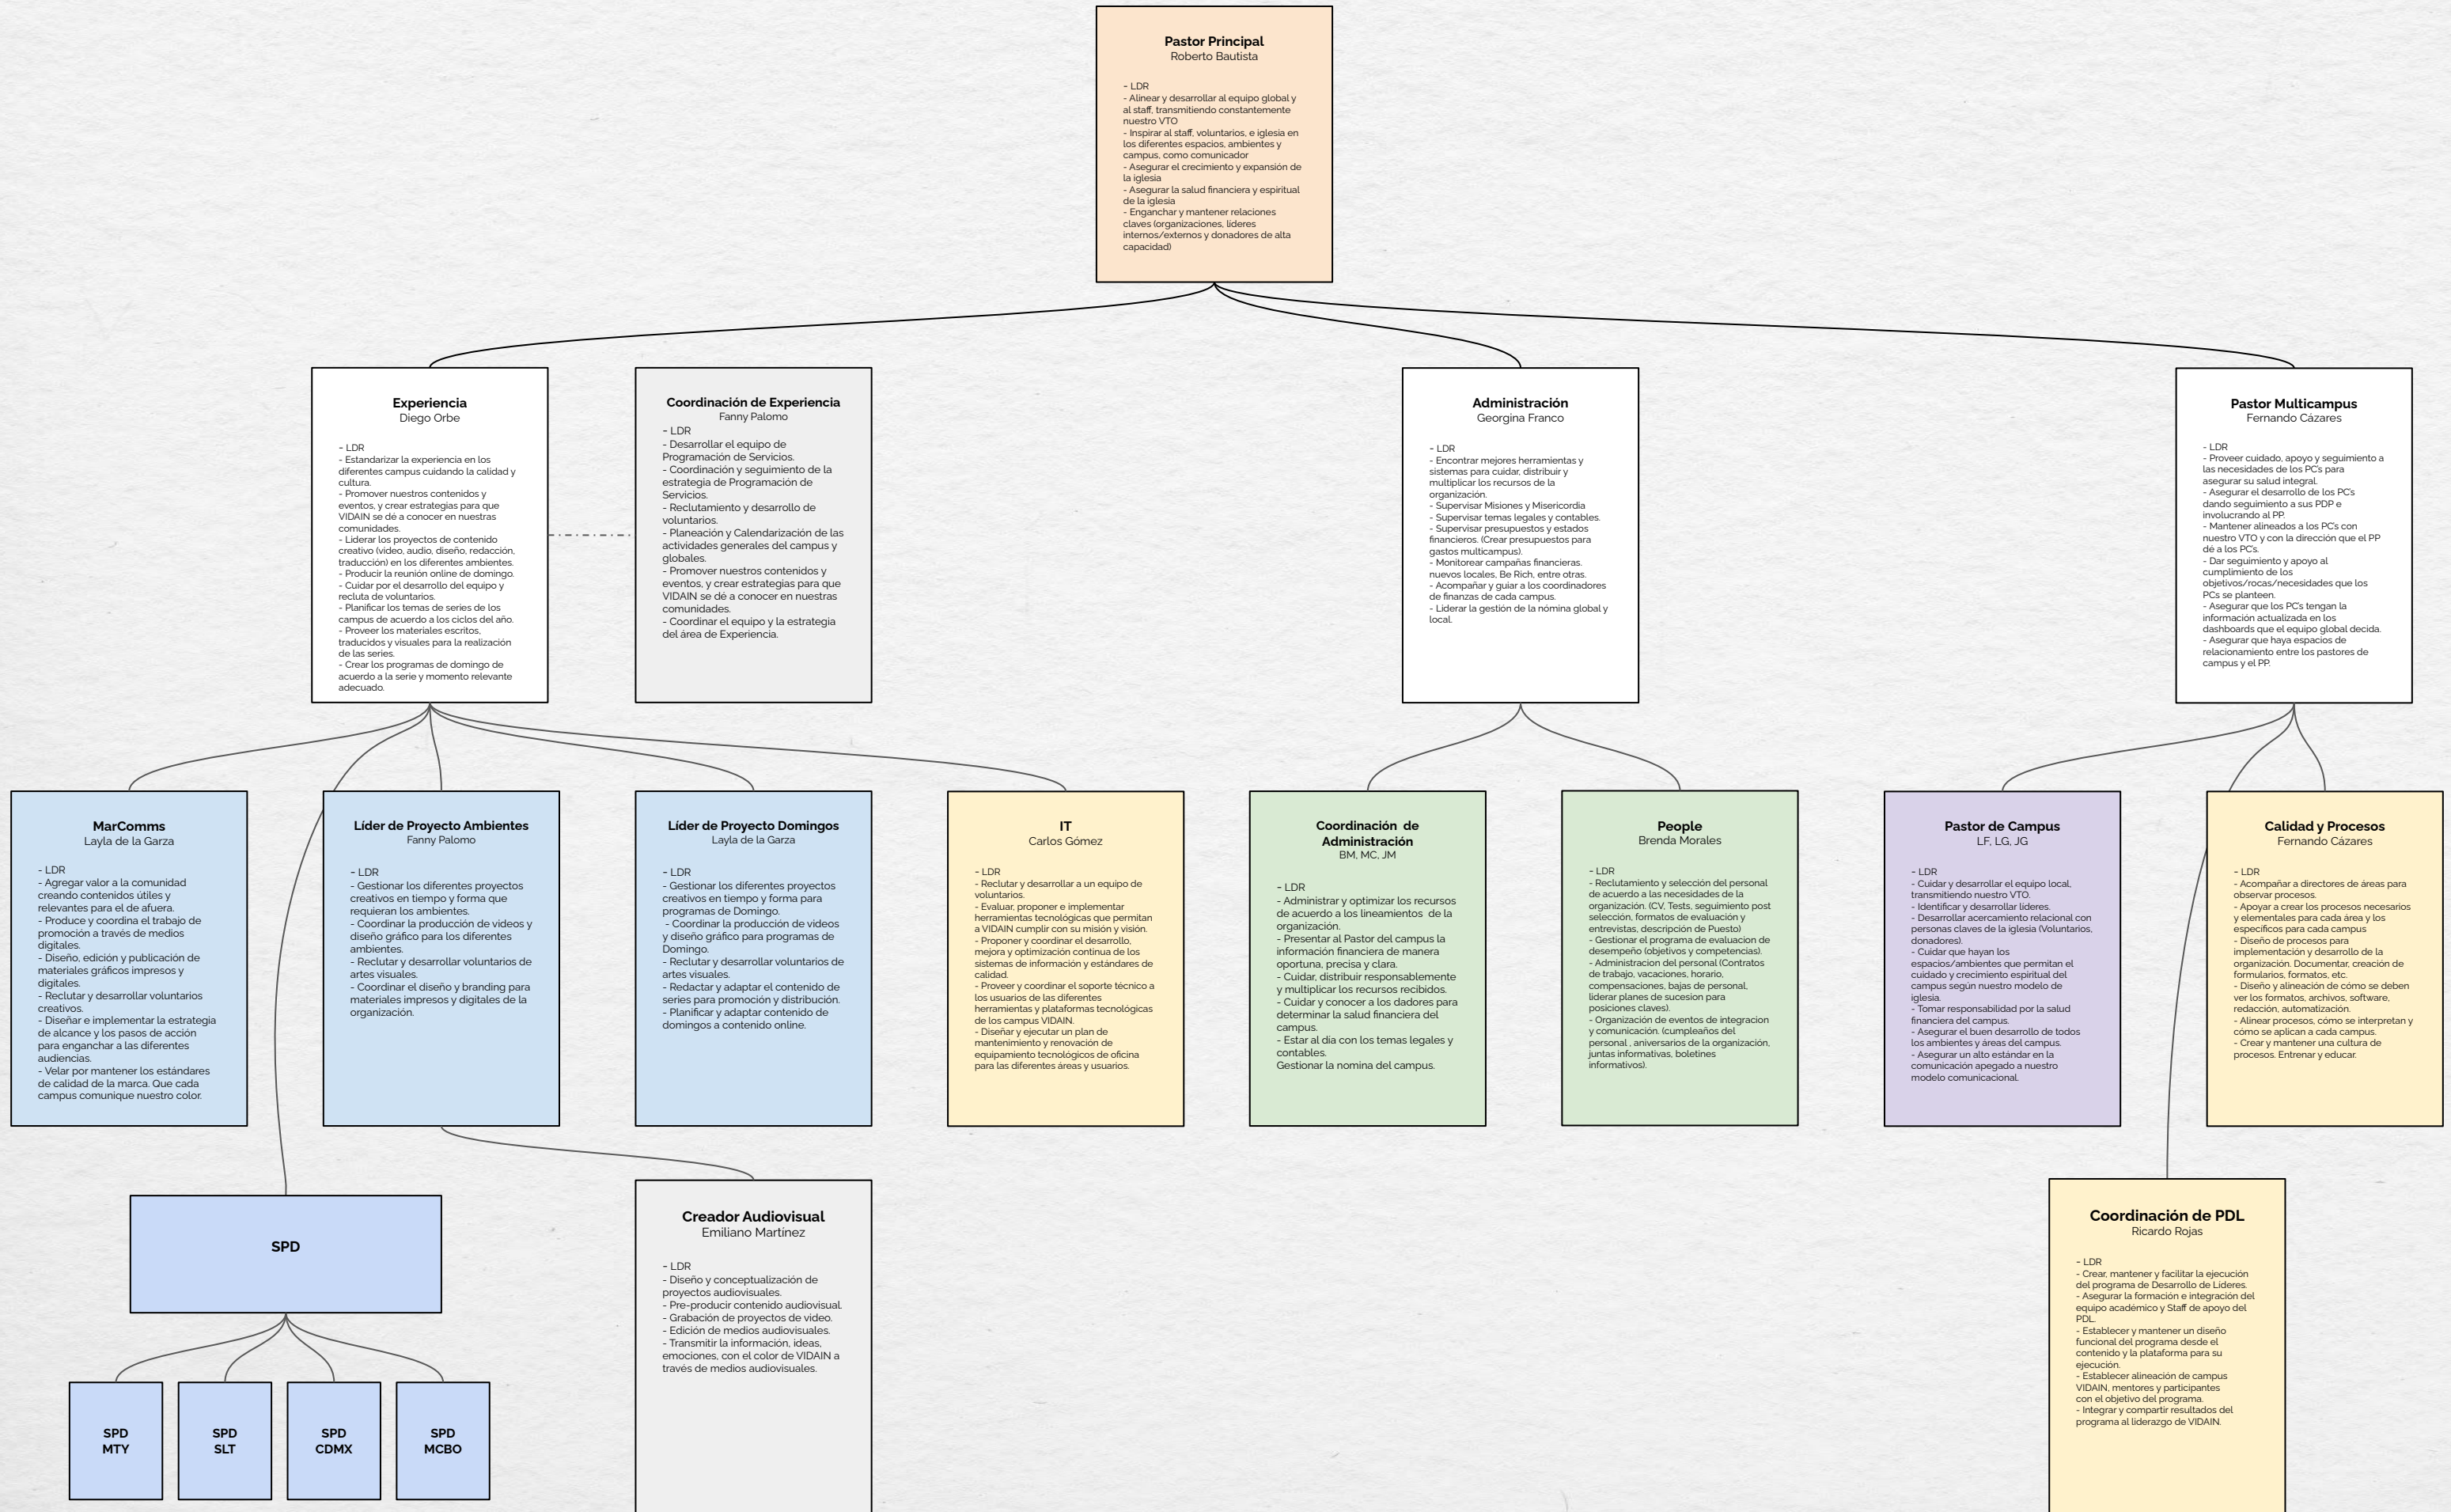 Pastor Principal
Roberto Bautista
- LDR
- Alinear y desarrollar al equipo global y
al staff, transmitiendo constantemente
nuestro VTO
- Inspirar al staff, voluntarios, e iglesia en
los diferentes espacios, ambientes y
campus, como comunicador
- Asegurar el crecimiento y expansión de
la iglesia
- Asegurar la salud financiera y espiritual
de la iglesia
- Enganchar y mantener relaciones
claves (organizaciones, líderes
internos/externos y donadores de alta
capacidad)
Experiencia
Diego Orbe
- LDR
- Estandarizar la experiencia en los
diferentes campus cuidando la calidad y
cultura.
- Promover nuestros contenidos y
eventos, y crear estrategias para que
VIDAIN se dé a conocer en nuestras
comunidades.
- Liderar los proyectos de contenido
creativo (video, audio, diseño, redacción,
traducción) en los diferentes ambientes.
- Producir la reunión online de domingo.
- Cuidar por el desarrollo del equipo y
recluta de voluntarios.
- Planificar los temas de series de los
campus de acuerdo a los ciclos del año.
- Proveer los materiales escritos,
traducidos y visuales para la realización
de las series.
- Crear los programas de domingo de
acuerdo a la serie y momento relevante
adecuado.
Coordinación de Experiencia
Fanny Palomo
- LDR
- Desarrollar el equipo de
Programación de Servicios.
- Coordinación y seguimiento de la
estrategia de Programación de
Servicios.
- Reclutamiento y desarrollo de
voluntarios.
- Planeación y Calendarización de las
actividades generales del campus y
globales.
- Promover nuestros contenidos y
eventos, y crear estrategias para que
VIDAIN se dé a conocer en nuestras
comunidades.
- Coordinar el equipo y la estrategia
del área de Experiencia.
Administración
Georgina Franco
- LDR
- Encontrar mejores herramientas y
sistemas para cuidar, distribuir y
multiplicar los recursos de la
organización.
- Supervisar Misiones y Misericordia
- Supervisar temas legales y contables.
- Supervisar presupuestos y estados
financieros. (Crear presupuestos para
gastos multicampus).
- Monitorear campañas financieras.
nuevos locales. Be Rich, entre otras.
- Acompañar y guiar a los coordinadores
de finanzas de cada campus.
- Liderar la gestión de la nómina global y
local.
Pastor Multicampus
Fernando Cázares
- LDR
- Proveer cuidado, apoyo y seguimiento a
las necesidades de los PC's para
asegurar su salud integral.
- Asegurar el desarrollo de los PC's
dando seguimiento a sus PDP e
involucrando al PP.
- Mantener alineados a los PC's con
nuestro VTO y con la dirección que el PP
dé a los PC's.
- Dar seguimiento y apoyo al
cumplimiento de los
objetivos/rocas/necesidades que los
PCs se planteen.
- Asegurar que los PC's tengan la
información actualizada en los
dashboards que el equipo global decida.
- Asegurar que haya espacios de
relacionamiento entre los pastores de
campus y el PP.
MarComms
Layla de la Garza
- LDR
- Agregar valor a la comunidad
creando contenidos útiles y
relevantes para el de afuera.
- Produce y coordina el trabajo de
promoción a través de medios
digitales.
- Diseño, edición y publicación de
materiales gráficos impresos y
digitales.
- Reclutar y desarrollar voluntarios
creativos.
- Diseñar e implementar la estrategia
de alcance y los pasos de acción
para enganchar a las diferentes
audiencias.
- Velar por mantener los estándares
de calidad de la marca. Que cada
campus comunique nuestro color.
Líder de Proyecto Ambientes
Fanny Palomo
- LDR
- Gestionar los diferentes proyectos
creativos en tiempo y forma que
requieran los ambientes.
- Coordinar la producción de videos y
diseño gráfico para los diferentes
ambientes.
- Reclutar y desarrollar voluntarios de
artes visuales.
- Coordinar el diseño y branding para
materiales impresos y digitales de la
organización.
Líder de Proyecto Domingos
Layla de la Garza
- LDR
- Gestionar los diferentes proyectos
creativos en tiempo y forma para
programas de Domingo.
- Coordinar la producción de videos
y diseño gráfico para programas de
Domingo.
- Reclutar y desarrollar voluntarios de
artes visuales.
- Redactar y adaptar el contenido de
series para promoción y distribución.
- Planificar y adaptar contenido de
domingos a contenido online.
IT
Carlos Gómez
- LDR
- Reclutar y desarrollar a un equipo de
voluntarios.
- Evaluar, proponer e implementar
herramientas tecnológicas que permitan
a VIDAIN cumplir con su misión y visión.
- Proponer y coordinar el desarrollo,
mejora y optimización continua de los
sistemas de información y estándares de
calidad.
- Proveer y coordinar el soporte técnico a
los usuarios de las diferentes
herramientas y plataformas tecnológicas
de los campus VIDAIN.
- Diseñar y ejecutar un plan de
mantenimiento y renovación de
equipamiento tecnológicos de oficina
para las diferentes áreas y usuarios.
Coordinación de
Administración
BM, MC, JM
- LDR
- Administrar y optimizar los recursos
de acuerdo a los lineamientos de la
organización.
- Presentar al Pastor del campus la
información financiera de manera
oportuna, precisa y clara.
- Cuidar, distribuir responsablemente
y multiplicar los recursos recibidos.
- Cuidar y conocer a los dadores para
determinar la salud financiera del
campus.
- Estar al día con los temas legales y
contables.
Gestionar la nomina del campus.
People
Brenda Morales
- LDR
- Reclutamiento y selección del personal
de acuerdo a las necesidades de la
organización. (CV, Tests, seguimiento post
selección, formatos de evaluación y
entrevistas, descripción de Puesto)
- Gestionar el programa de evaluacion de
desempeño (objetivos y competencias).
- Administracion del personal (Contratos
de trabajo, vacaciones, horario,
compensaciones, bajas de personal,
liderar planes de sucesion para
posiciones claves).
- Organización de eventos de integracion
y comunicación. (cumpleaños del
personal , aniversarios de la organización,
juntas informativas, boletines
informativos).
Pastor de Campus
LF, LG, JG
- LDR
- Cuidar y desarrollar el equipo local,
transmitiendo nuestro VTO.
- Identificar y desarrollar líderes.
- Desarrollar acercamiento relacional con
personas claves de la iglesia (Voluntarios,
donadores).
- Cuidar que hayan los
espacios/ambientes que permitan el
cuidado y crecimiento espiritual del
campus según nuestro modelo de
iglesia.
- Tomar responsabilidad por la salud
financiera del campus.
- Asegurar el buen desarrollo de todos
los ambientes y áreas del campus.
- Asegurar un alto estándar en la
comunicación apegado a nuestro
modelo comunicacional.
Calidad y Procesos
Fernando Cázares
- LDR
- Acompañar a directores de áreas para
observar procesos.
- Apoyar a crear los procesos necesarios
y elementales para cada área y los
específicos para cada campus
- Diseño de procesos para
implementación y desarrollo de la
organización. Documentar, creación de
formularios, formatos, etc.
- Diseño y alineación de cómo se deben
ver los formatos, archivos, software,
redacción, automatización.
- Alinear procesos, cómo se interpretan y
cómo se aplican a cada campus.
- Crear y mantener una cultura de
procesos. Entrenar y educar.
SPD
SPD
MTY
SPD
SLT
SPD
CDMX
SPD
MCBO
Creador Audiovisual
Emiliano Martínez
- LDR
- Diseño y conceptualización de
proyectos audiovisuales.
- Pre-producir contenido audiovisual.
- Grabación de proyectos de video.
- Edición de medios audiovisuales.
- Transmitir la información, ideas,
emociones, con el color de VIDAIN a
través de medios audiovisuales.
Coordinación de PDL
Ricardo Rojas
- LDR
- Crear, mantener y facilitar la ejecución
del programa de Desarrollo de Líderes.
- Asegurar la formación e integración del
equipo académico y Staff de apoyo del
PDL.
- Establecer y mantener un diseño
funcional del programa desde el
contenido y la plataforma para su
ejecución.
- Establecer alineación de campus
VIDAIN, mentores y participantes
con el objetivo del programa.
- Integrar y compartir resultados del
programa al liderazgo de VIDAIN.